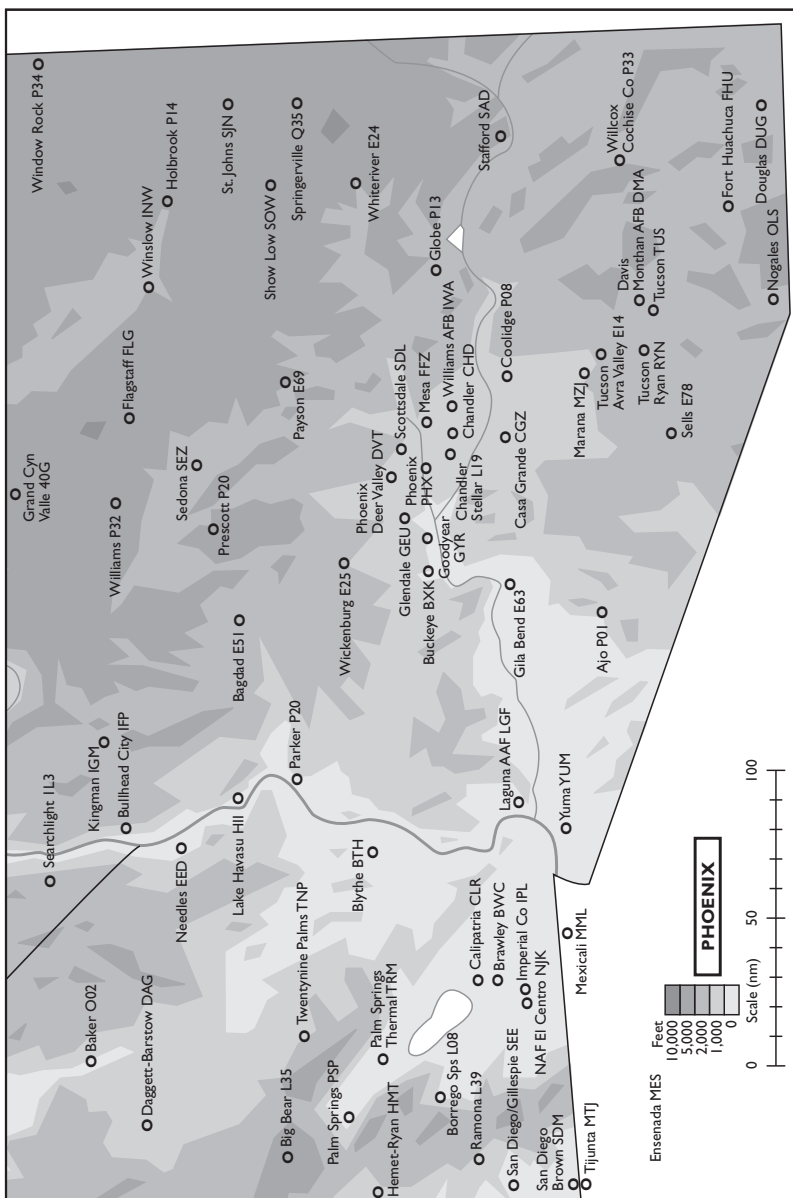 Grand Cyn
Valle 40G
Window Rock P34
Searchlight 1L3
Baker O02
Kingman IGM
Williams P32
Bullhead City IFP
Flagstaff FLG
Winslow INW
Daggett-Barstow DAG
Holbrook P14
Needles EED
Sedona SEZ
Prescott P20
St. Johns SJN
Lake Havasu HII
Bagdad E51
Show Low SOW
Big Bear L35
Parker P20
Payson E69
Springerville Q35
Twentynine Palms TNP
Palm Springs PSP
Wickenburg E25
Blythe BTH
Whiteriver E24
Palm Springs
Thermal TRM
Phoenix
Deer Valley DVT
Hemet-Ryan HMT
Scottsdale SDL
Glendale GEU
Phoenix
PHX
Mesa FFZ
Globe P13
Buckeye BXK
Goodyear
GYR
Williams AFB IWA
Borrego Sps L08
Chandler
Stellar L19
Chandler CHD
Ramona L39
Calipatria CLR
Stafford SAD
Brawley BWC
San Diego/Gillespie SEE
Imperial Co IPL
Laguna AAF LGF
Gila Bend E63
Casa Grande CGZ
Coolidge P08
NAF El Centro NJK
San Diego
Brown SDM
Yuma YUM
Mexicali MML
Marana MZJ
Tijunta MTJ
Ajo P01
Tucson
Avra Valley E14
Willcox
Cochise Co P33
Davis
Monthan AFB DMA
Tucson
Ryan RYN
Tucson TUS
Sells E78
Ensenada MES
Fort Huachuca FHU
Douglas DUG
Nogales OLS
PHOENIX
Feet
10,000
5,000
2,000
1,000
0
Scale (nm)
0
50
100